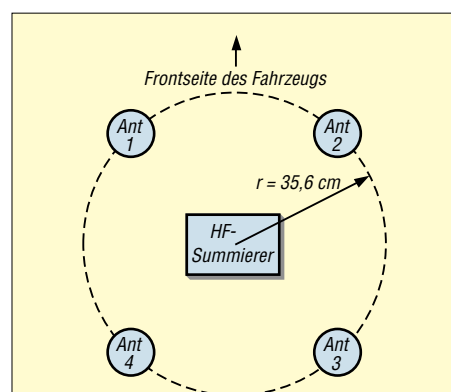 Frontseite des Fahrzeugs
Ant
1
Ant
2
r = 35,6 cm
HF-
Summierer
Ant
4
Ant
3